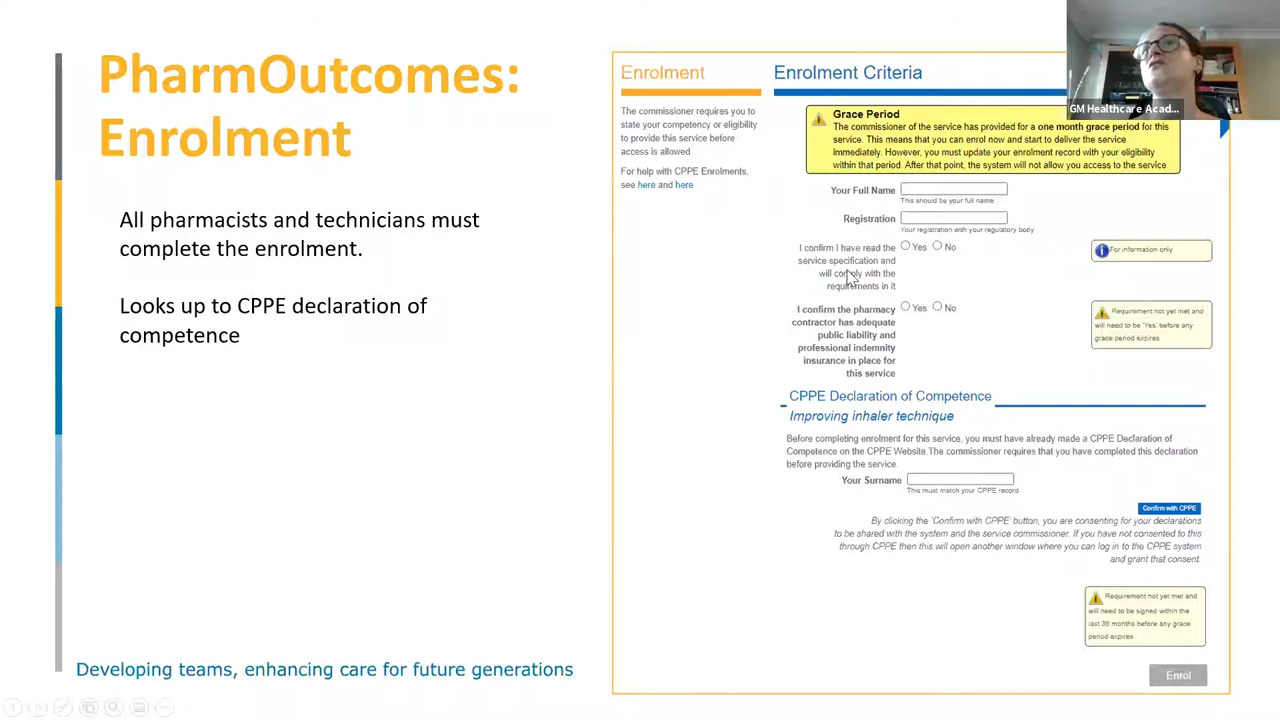 PharmOutcomes:
Enrolment
All pharmacists and technicians must
complete the enrolment.
Looks up to CPPE declaration of
competence
Developing teams, enhancing care for future generations
Enrolment
The commissioner requires you to
state your competency or eligibility
to provide this service before
access is allowed
For help with CPPE Enrolments,
see here and here
Enrolment Criteria
Grace Period
The commissioner of the service has provided for a one month grace period for this
service. This means that you can enrol now and start to deliver the service
immediately. However, you must update your enrolment record with your eligibility
within that period. After that point, the system will not allow you to access to the service
Your Full Name
This should be your full name
Registration
Your registration with your regulatory body
I confirm I have read the
service specification and
will comply with the
requirements in it
Yes No
For information only
I confirm the pharmacy
contractor has adequate
public liability and
professional indemnity
insurance in place for
this service
Yes No
Requirement not yet met and
will need to be "Yes" before any
grace period expires
CPPE Declaration of Competence
Improving inhaler technique
Before completing enrolment for this service, you must have already made a CPPE Declaration of
Competence on the CPPE Website.The commissioner requires that you have completed this declaration
before providing the service.
Your Surname
This must match your CPPE record
Confirm with CPPE
By clicking the 'Confirm with CPPE' button, you are consenting for your declarations
to be shared with the system and the service commissioner. If you have not consented to this
through CPPE then this will open another window where you can log in to the CPPE system
and grant that consent.
Requirement not yet met and
will need to be signed within the
last 36 months before any grace
period expires
Enrol
GM Healthcare Acad...